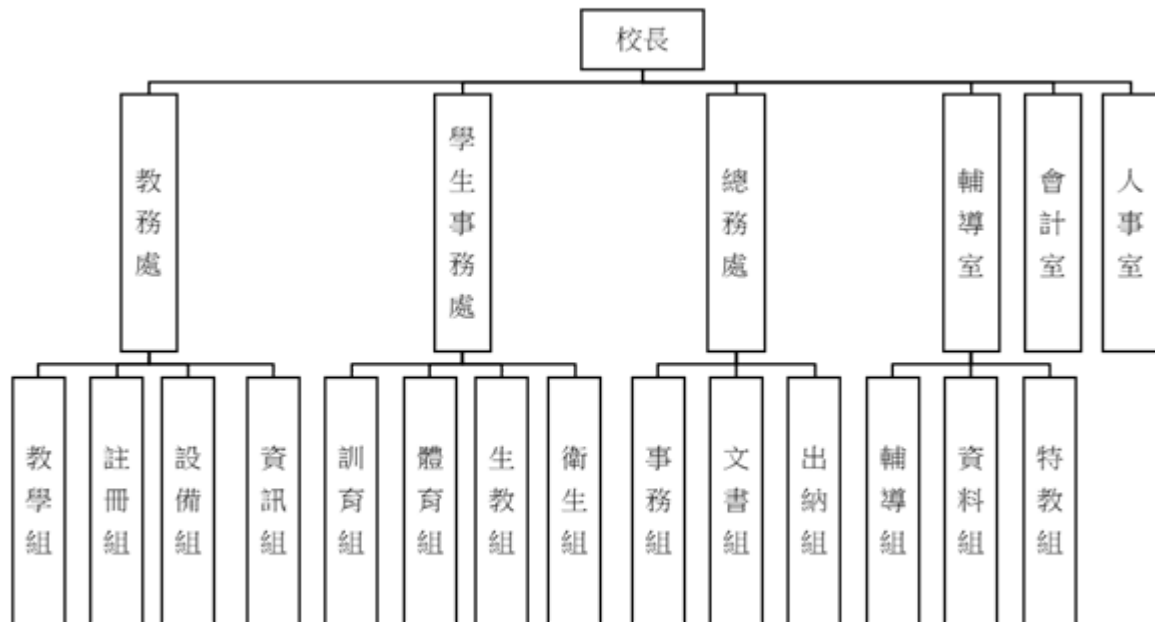 校長
教務處
學生事務處
總務處
輔導室
會計室
人事室
教學組
註冊組
設備組
資訊組
訓育組
體育組
生教組
衛生組
事務組
文書組
出納組
輔導組
資料組
特教組